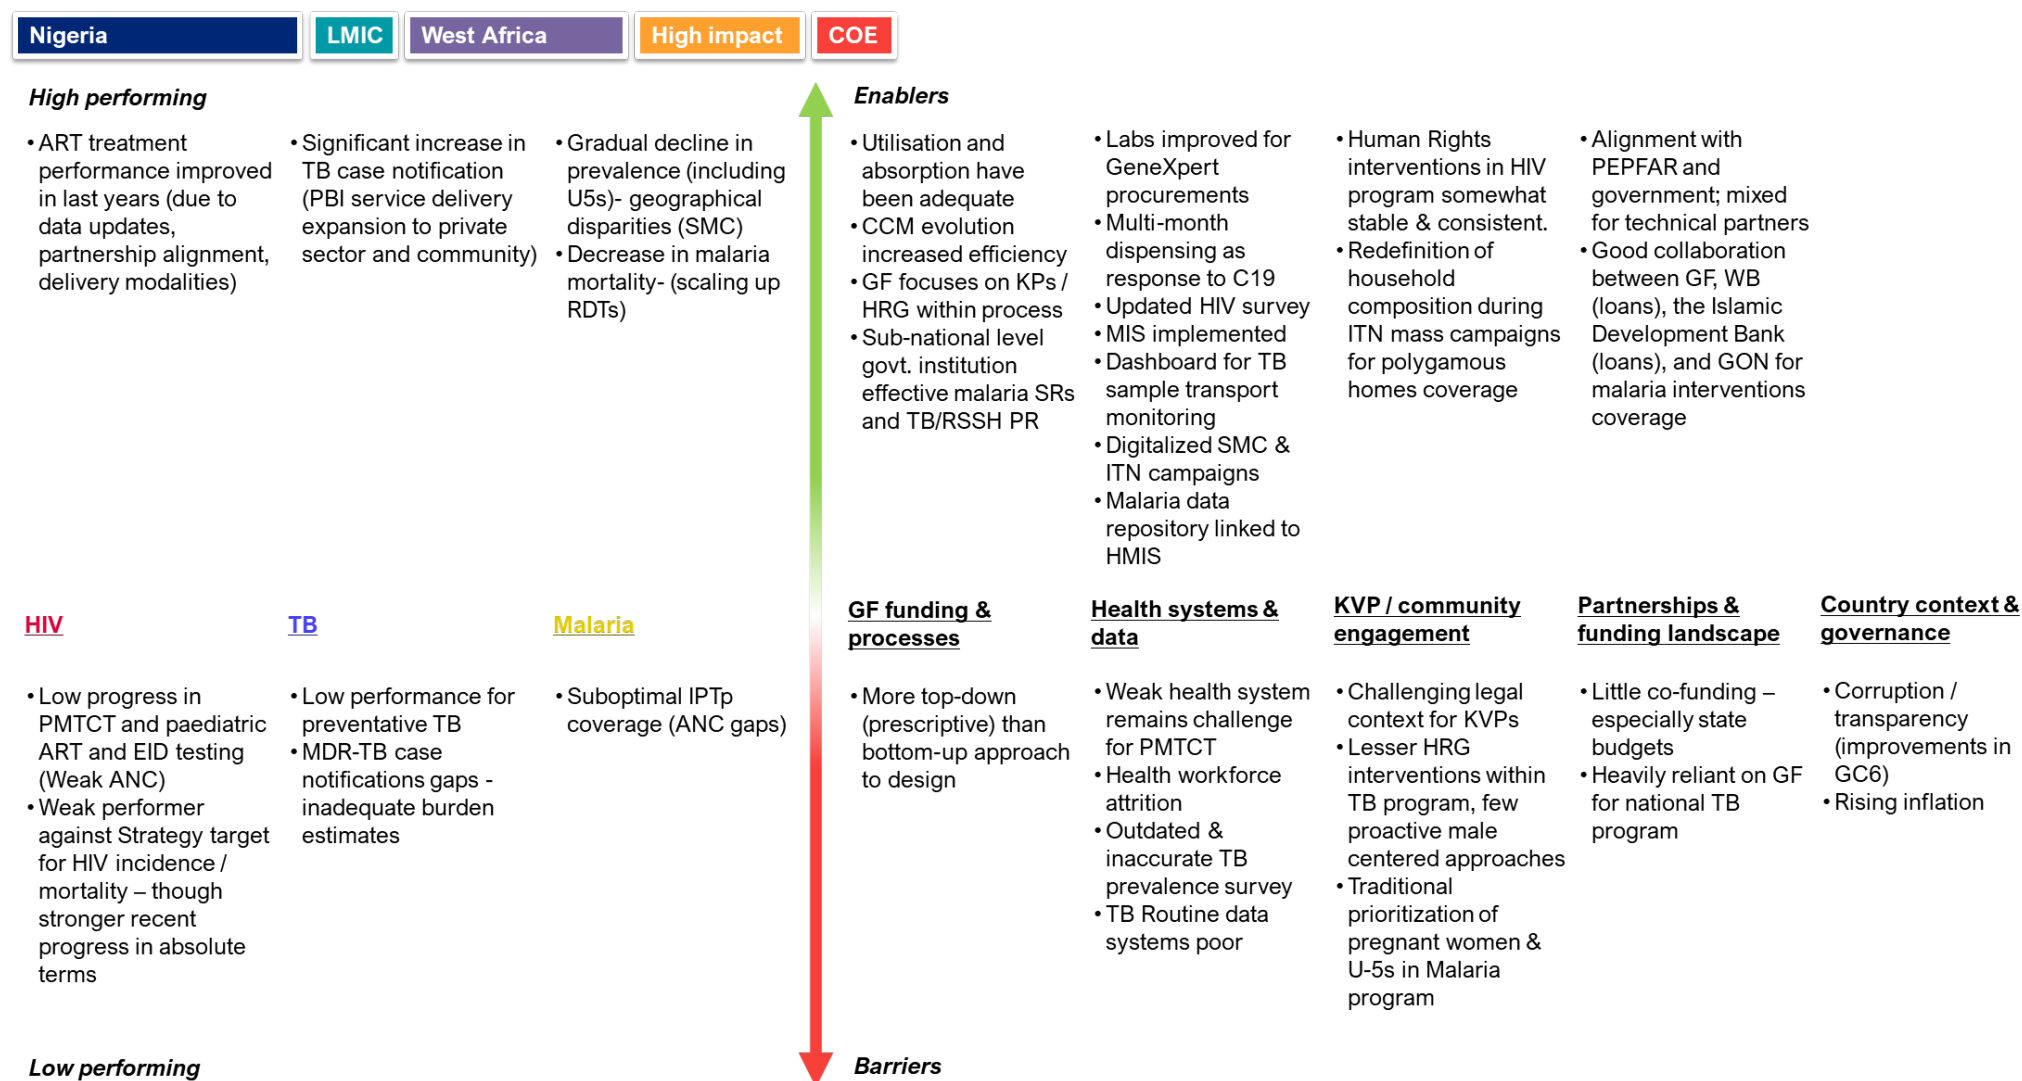 Nigeria
LMIC
West Africa
High impact
COE
High performing
• ART treatment
performance improved
in last years (due to
data updates,
partnership alignment,
delivery modalities)
• Significant increase in
TB case notification
(PBI service delivery
expansion to private
sector and community)
• Gradual decline in
prevalence (including
U5s)- geographical
disparities (SMC)
• Decrease in malaria
mortality- (scaling up
RDTs)
Enablers
• Utilisation and
absorption have
been adequate
• CCM evolution
increased efficiency
• GF focuses on KPs /
HRG within process
• Sub-national level
govt. institution
effective malaria SRs
and TB/RSSH PR
• Labs improved for
GeneXpert
procurements
• Multi-month
dispensing as
response to C19
• Updated HIV survey
• MIS implemented
• Dashboard for TB
sample transport
monitoring
• Digitalized SMC &
ITN campaigns
• Malaria data
repository linked to
HMIS
• Human Rights
interventions in HIV
program somewhat
stable & consistent.
• Redefinition of
household
composition during
ITN mass campaigns
for polygamous
homes coverage
• Alignment with
PEPFAR and
government; mixed
for technical partners
• Good collaboration
between GF, WB
(loans), the Islamic
Development Bank
(loans), and GON for
malaria interventions
coverage
HIV
TB
Malaria
GF funding &
processes
Health systems &
data
KVP / community
engagement
Partnerships &
funding landscape
Country context &
governance
• Low progress in
PMTCT and paediatric
ART and EID testing
(Weak ANC)
• Weak performer
against Strategy target
for HIV incidence /
mortality – though
stronger recent
progress in absolute
terms
• Low performance for
preventative TB
• MDR-TB case
notifications gaps -
inadequate burden
estimates
• Suboptimal IPTp
coverage (ANC gaps)
• More top-down
(prescriptive) than
bottom-up approach
to design
• Weak health system
remains challenge
for PMTCT
• Health workforce
attrition
• Outdated &
inaccurate TB
prevalence survey
• TB Routine data
systems poor
• Challenging legal
context for KVPs
• Lesser HRG
interventions within
TB program, few
proactive male
centered approaches
• Traditional
prioritization of
pregnant women &
U-5s in Malaria
program
• Little co-funding –
especially state
budgets
• Heavily reliant on GF
for national TB
program
• Corruption /
transparency
(improvements in
GC6)
• Rising inflation
Low performing
Barriers